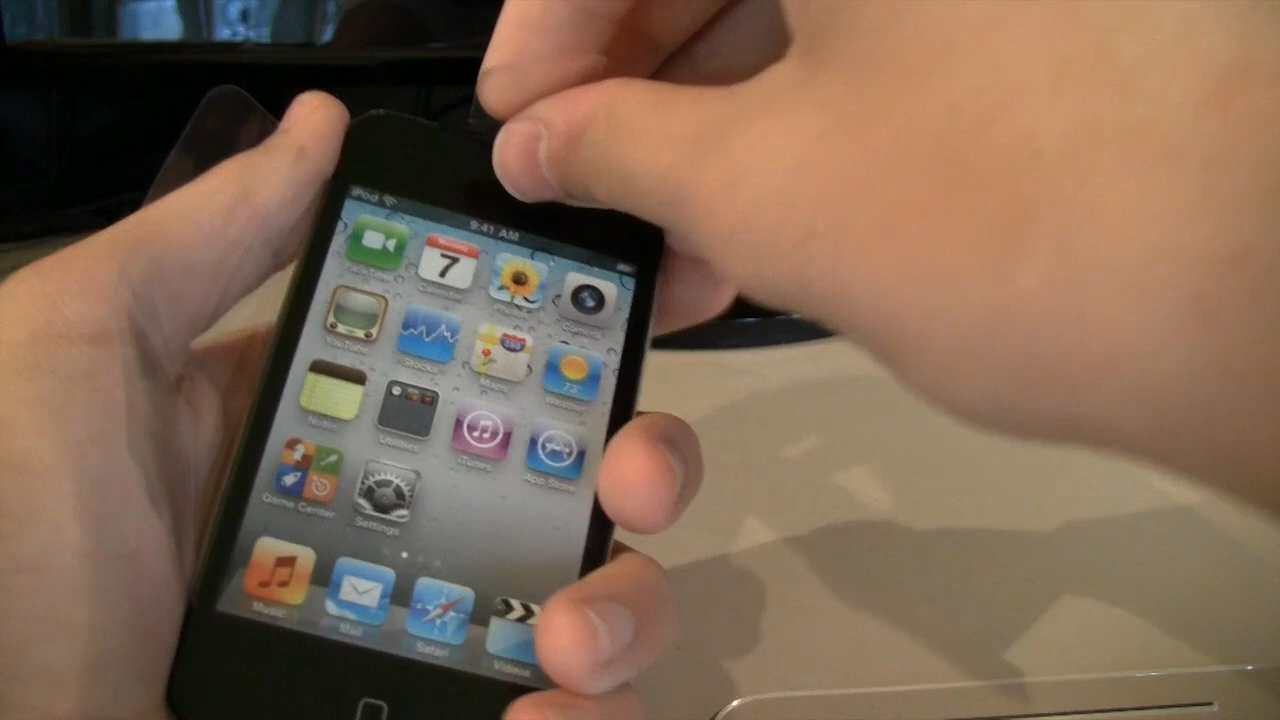 iPod
9:41 AM
7
FaceTime
Calendar
Photos
Camera
YouTube
Stocks
Maps
73°
Weather
Notes
Utilities
iTunes
App Store
Game Center
Settings
Music
Mail
Safari
Videos